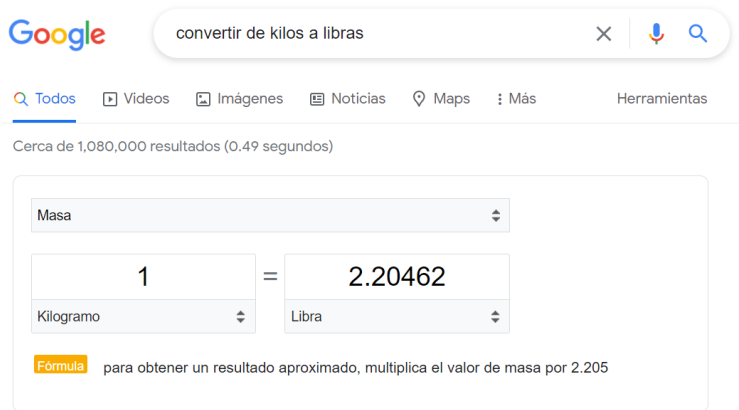 Google
convertir de kilos a libras
Todos Videos Imágenes Noticias Maps Más Herramientas
Cerca de 1,080,000 resultados (0.49 segundos)
Masa
1 = 2.20462
Kilogramo Libra
Fórmula para obtener un resultado aproximado, multiplica el valor de masa por 2.205